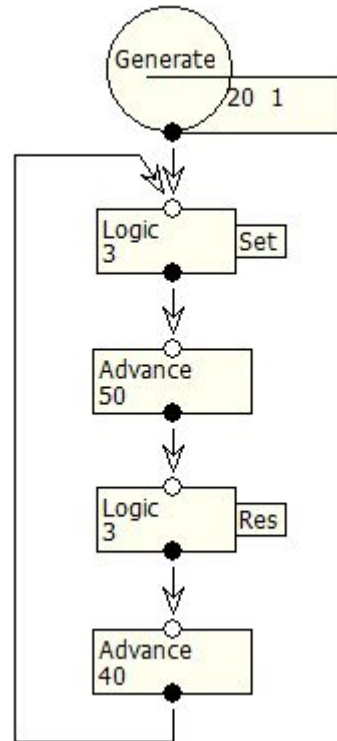 Generate
20 1
Logic
3
Set
Advance
50
Logic
3
Res
Advance
40